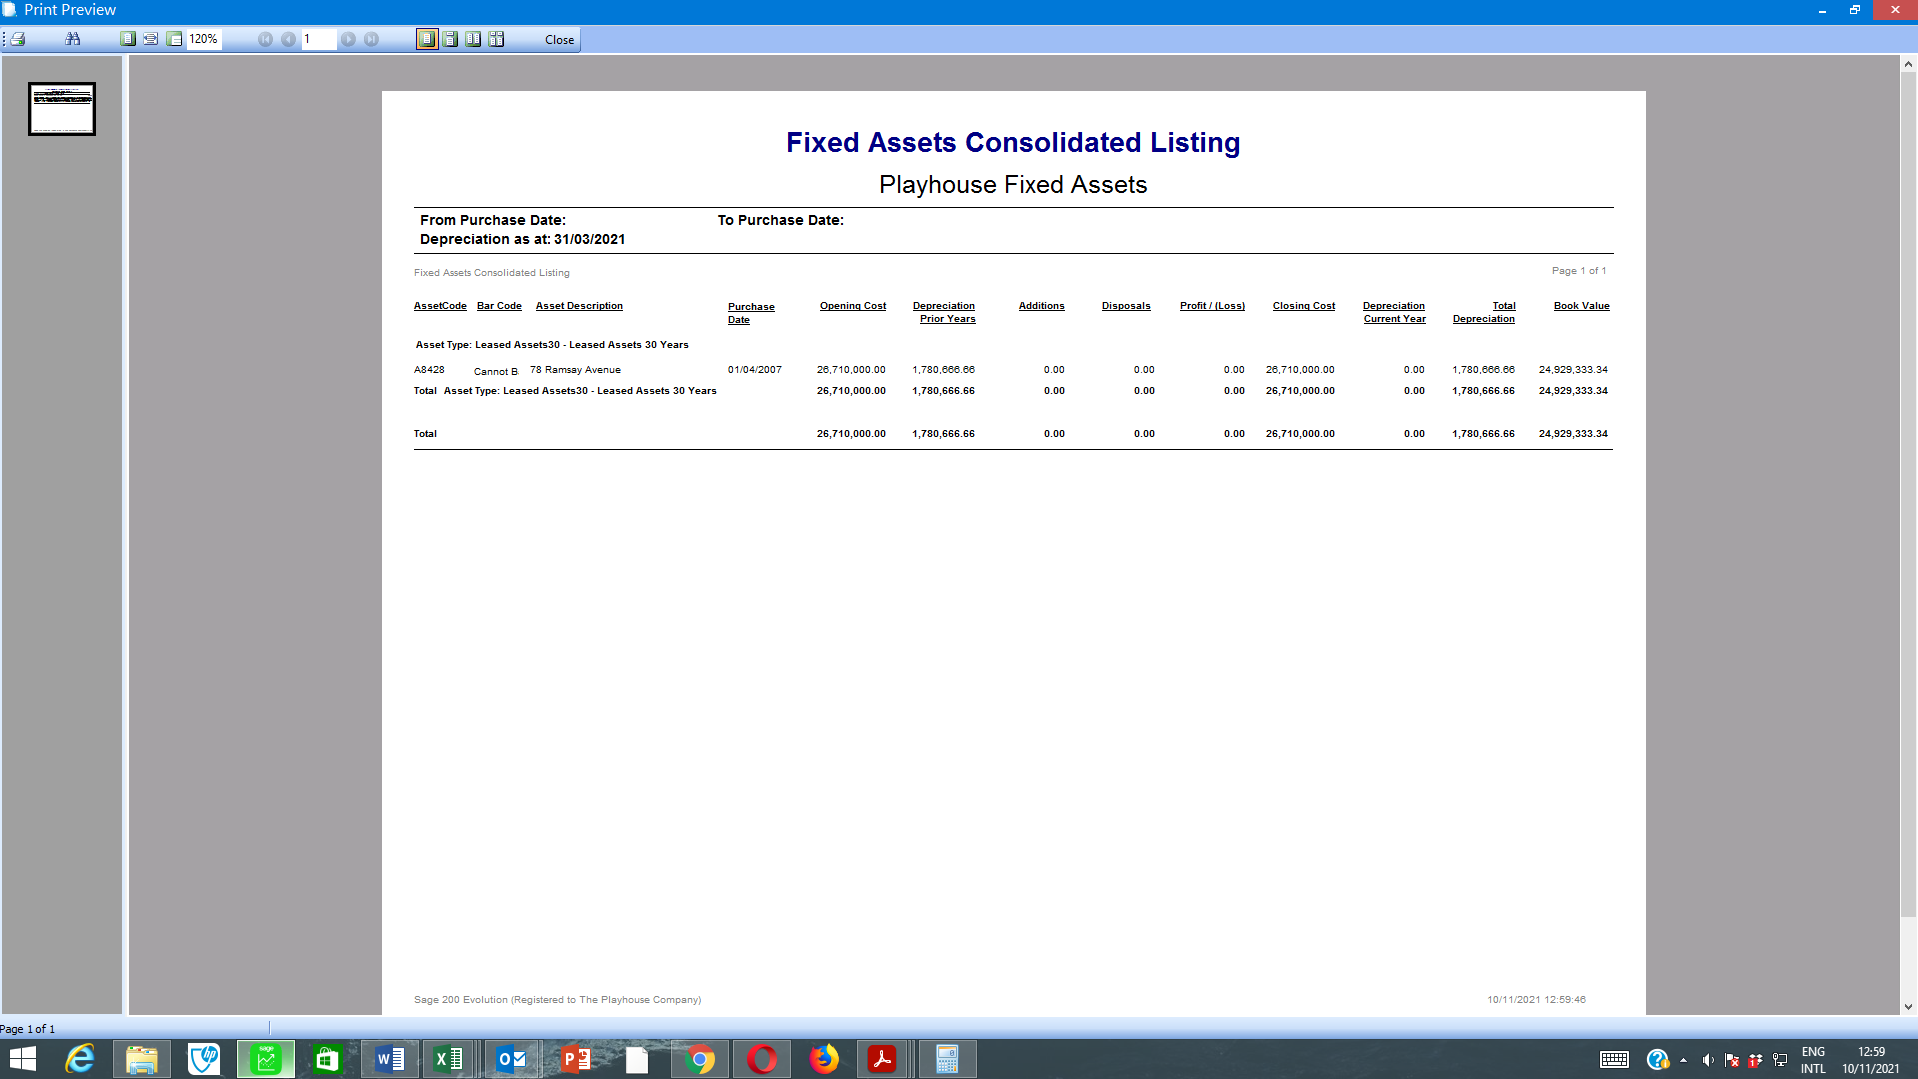 Print Preview
120% 1 Close
Fixed Assets Consolidated Listing
Playhouse Fixed Assets
From Purchase Date: To Purchase Date:
Depreciation as at: 31/03/2021
Fixed Assets Consolidated Listing Page 1 of 1
AssetCode Bar Code Asset Description Purchase Opening Cost Depreciation Additions Disposals Profit / (Loss) Closing Cost Depreciation Total Book Value
Date Prior Years Current Year Depreciation
Asset Type: Leased Assets30 - Leased Assets 30 Years
A8428 Cannot B 78 Ramsay Avenue 01/04/2007 26,710,000.00 1,780,666.66 0.00 0.00 0.00 26,710,000.00 0.00 1,780,666.66 24,929,333.34
Total Asset Type: Leased Assets30 - Leased Assets 30 Years 26,710,000.00 1,780,666.66 0.00 0.00 0.00 26,710,000.00 0.00 1,780,666.66 24,929,333.34
Total 26,710,000.00 1,780,666.66 0.00 0.00 0.00 26,710,000.00 0.00 1,780,666.66 24,929,333.34
Sage 200 Evolution (Registered to The Playhouse Company) 10/11/2021 12:59:46
Page 1 of 1
ENG 12:59
INTL 10/11/2021